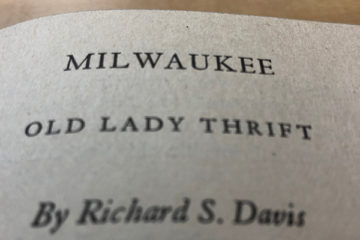 MILWAUKEE
OLD LADY THRIFT
By Richard S. Davis